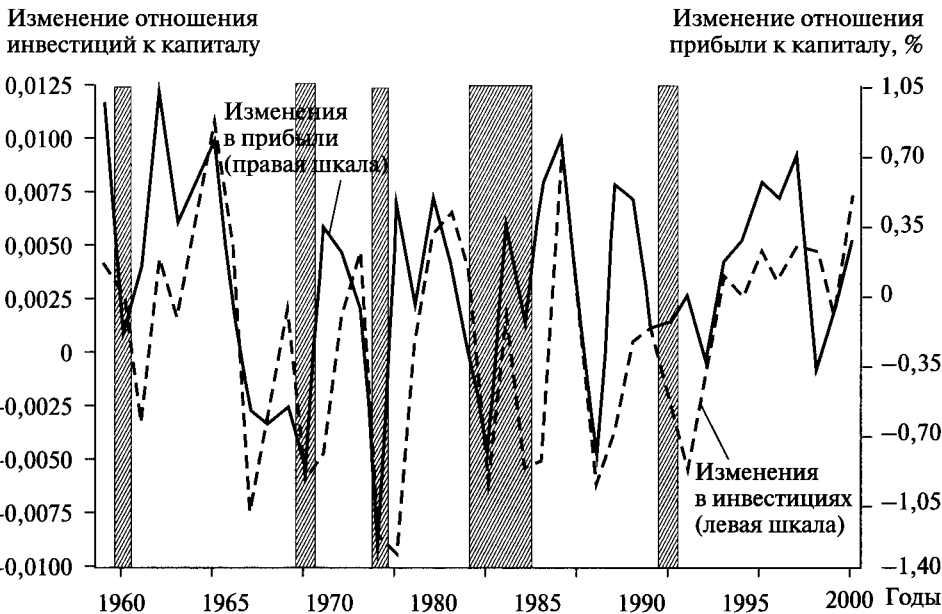 Изменение отношения
инвестиций к капиталу
Изменение отношения
прибыли к капиталу, %
0,0125
0,0100
0,0075
0,0050
0,0025
0
-0,0025
-0,0050
-0,0075
-0,0100
Изменения
в прибыли
(правая шкала)
1,05
0,70
0,35
0
−0,35
−0,70
−1,05
−1,40
Изменения
в инвестициях
(левая шкала)
1960 1965 1970 1980 1985 1990 1995 2000 Годы